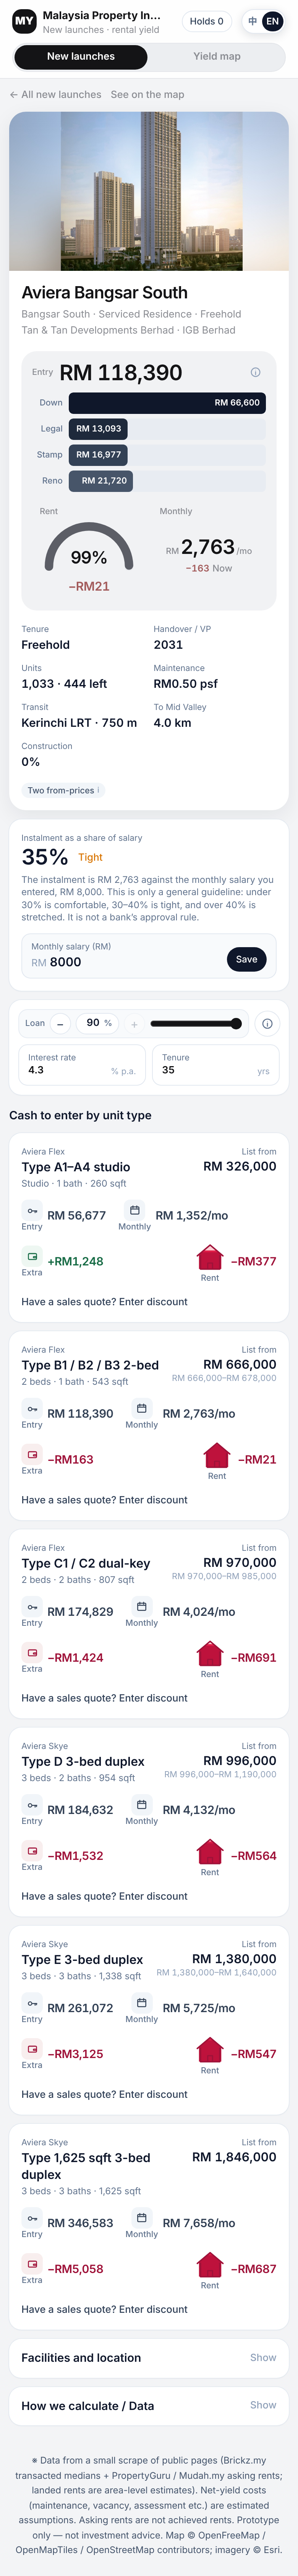 MY
Malaysia Property In...
New launches · rental yield
Holds 0
中 EN
New launches
Yield map
← All new launches See on the map
Aviera Bangsar South
Bangsar South · Serviced Residence · Freehold
Tan & Tan Developments Berhad · IGB Berhad
Entry RM 118,390
Down RM 66,600
Legal RM 13,093
Stamp RM 16,977
Reno RM 21,720
Rent
Monthly
99%
−RM21
RM 2,763/mo
−163 Now
Tenure
Freehold
Handover / VP
2031
Units
1,033 · 444 left
Maintenance
RM0.50 psf
Transit
Kerinchi LRT · 750 m
To Mid Valley
4.0 km
Construction
0%
Two from-prices i
Instalment as a share of salary
35% Tight
The instalment is RM 2,763 against the monthly salary you
entered, RM 8,000. This is only a general guideline: under
30% is comfortable, 30–40% is tight, and over 40% is
stretched. It is not a bank's approval rule.
Monthly salary (RM)
RM 8000
Save
Loan − 90 % +
Interest rate
4.3 % p.a.
Tenure
35 yrs
Cash to enter by unit type
Aviera Flex
List from
Type A1–A4 studio
RM 326,000
Studio · 1 bath · 260 sqft
RM 56,677
Entry
RM 1,352/mo
Monthly
+RM1,248
Extra
−RM377
Rent
Have a sales quote? Enter discount
Aviera Flex
List from
Type B1 / B2 / B3 2-bed
RM 666,000
2 beds · 1 bath · 543 sqft
RM 666,000–RM 678,000
RM 118,390
Entry
RM 2,763/mo
Monthly
−RM163
Extra
−RM21
Rent
Have a sales quote? Enter discount
Aviera Flex
List from
Type C1 / C2 dual-key
RM 970,000
2 beds · 2 baths · 807 sqft
RM 970,000–RM 985,000
RM 174,829
Entry
RM 4,024/mo
Monthly
−RM1,424
Extra
−RM691
Rent
Have a sales quote? Enter discount
Aviera Skye
List from
Type D 3-bed duplex
RM 996,000
3 beds · 2 baths · 954 sqft
RM 996,000–RM 1,190,000
RM 184,632
Entry
RM 4,132/mo
Monthly
−RM1,532
Extra
−RM564
Rent
Have a sales quote? Enter discount
Aviera Skye
List from
Type E 3-bed duplex
RM 1,380,000
3 beds · 3 baths · 1,338 sqft
RM 1,380,000–RM 1,640,000
RM 261,072
Entry
RM 5,725/mo
Monthly
−RM3,125
Extra
−RM547
Rent
Have a sales quote? Enter discount
Aviera Skye
List from
Type 1,625 sqft 3-bed
duplex
RM 1,846,000
3 beds · 3 baths · 1,625 sqft
RM 346,583
Entry
RM 7,658/mo
Monthly
−RM5,058
Extra
−RM687
Rent
Have a sales quote? Enter discount
Facilities and location Show
How we calculate / Data Show
※ Data from a small scrape of public pages (Brickz.my
transacted medians + PropertyGuru / Mudah.my asking rents;
landed rents are area-level estimates). Net-yield costs
(maintenance, vacancy, assessment etc.) are estimated
assumptions. Asking rents are not achieved rents. Prototype
only — not investment advice. Map © OpenFreeMap /
OpenMapTiles / OpenStreetMap contributors; imagery © Esri.